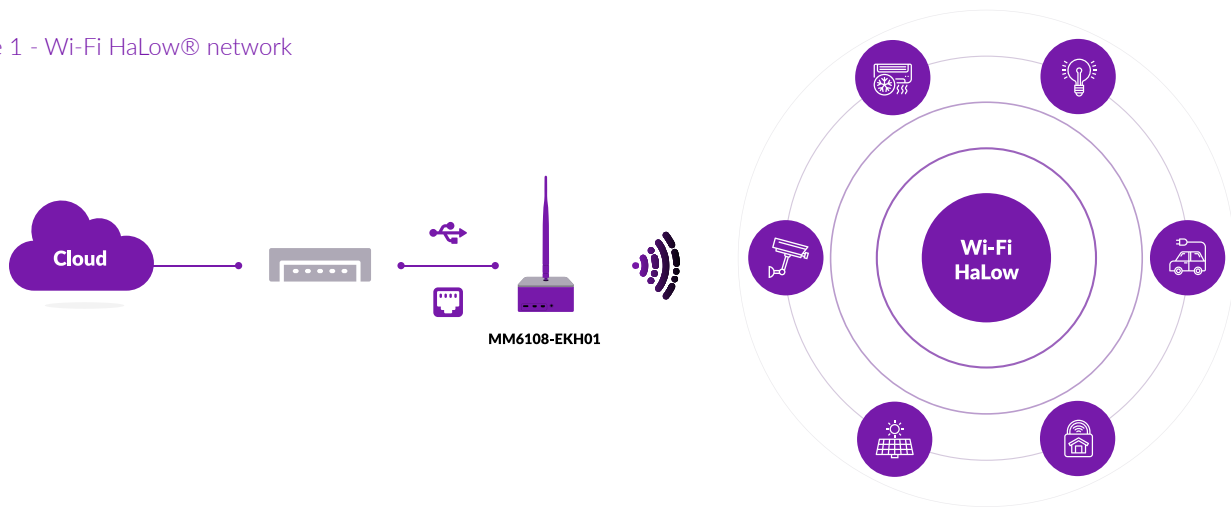 1 - Wi-Fi HaLow® network
Cloud
MM6108-EKH01
Wi-Fi
HaLow